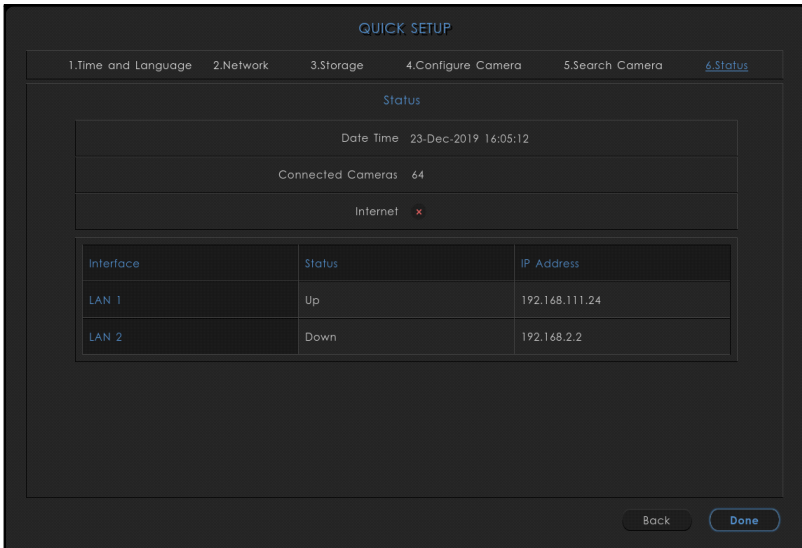 QUICK SETUP
1.Time and Language 2.Network 3.Storage 4.Configure Camera 5.Search Camera 6.Status
Status
Date Time 23-Dec-2019 16:05:12
Connected Cameras 64
Internet
Interface Status IP Address
LAN 1 Up 192.168.111.24
LAN 2 Down 192.168.2.2
Back Done